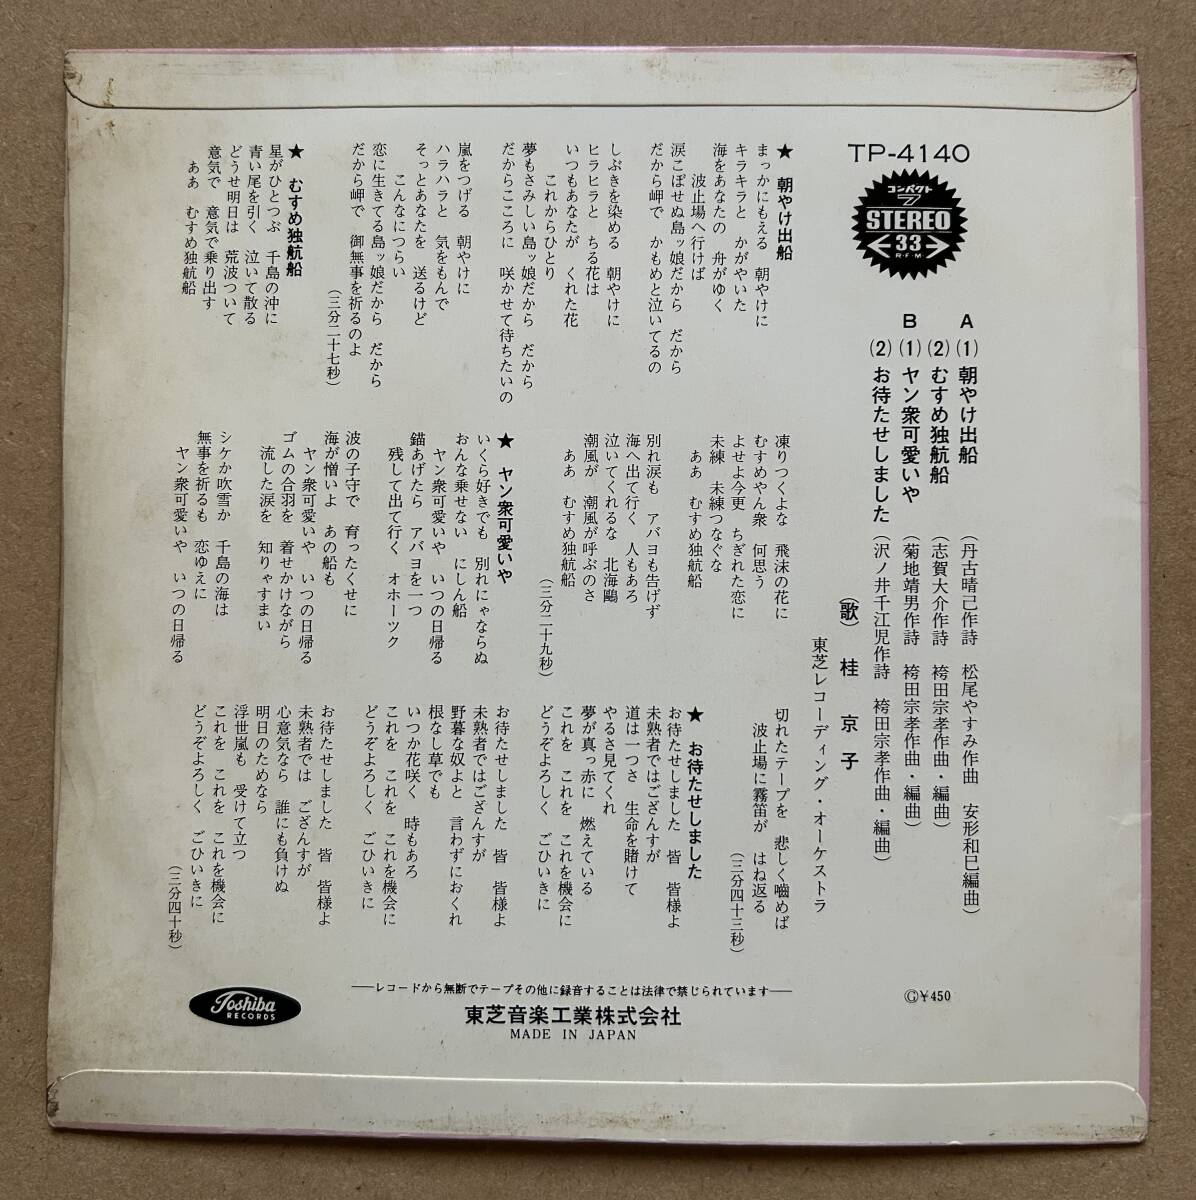 TP-4140
コンパクト
7
STEREO
33
R・P・M
A (1) 朝やけ出船 (丹古晴己作詩 松尾やすみ作曲 安形和巳編曲)
(2) むすめ独航船 (志賀大介作詩 袴田宗孝作曲・編曲)
B (1) ヤン衆可愛いや (菊地靖男作詩 袴田宗孝作曲・編曲)
(2) お待たせしました (沢ノ井千江児作詩 袴田宗孝作曲・編曲)
(歌) 桂 京子
東芝レコーディング・オーケストラ
★ 朝やけ出船
まっかにもえる 朝やけに
キラキラと かがやいた
海をあなたの 舟がゆく
波止場へ行けば
涙こぼせぬ島ッ娘だから だから
だから岬で かもめと泣いてるの
しぶきを染める 朝やけに
ヒラヒラと ちる花は
いつもあなたが くれた花
これからひとり
夢もさみしい島ッ娘だから だから
だからこころに 咲かせて待ちたいの
嵐をつげる 朝やけに
ハラハラと 気をもんで
そっとあなたを 送るけど
こんなにつらい
恋に生きてる島ッ娘だから だから
だから岬で 御無事を祈るのよ
(三分二十七秒)
★ むすめ独航船
星がひとつぶ 千島の沖に
青い尾を引く 泣いて散る
どうせ明日は 荒波ついて
意気で 意気で乗り出す
ああ むすめ独航船
凍りつくよな 飛沫の花に
むすめやん衆 何思う
よせよ今更 ちぎれた恋に
未練 未練つなぐな
ああ むすめ独航船
別れ涙も アバヨも告げず
海へ出て行く 人もあろ
泣いてくれるな 北海鷗
潮風が 潮風が呼ぶのさ
ああ むすめ独航船
(三分二十九秒)
★ ヤン衆可愛いや
いくら好きでも 別れにゃならぬ
おんな乗せない にしん船
ヤン衆可愛いや いつの日帰る
錨あげたら アバヨを一つ
残して出て行く オホーツク
波の子守で 育ったくせに
海が憎いよ あの船も
ヤン衆可愛いや いつの日帰る
ゴムの合羽を 着せかけながら
流した涙を 知りゃすまい
シケか吹雪か 千島の海は
無事を祈るも 恋ゆえに
ヤン衆可愛いや いつの日帰る
切れたテープを 悲しく嚙めば
波止場に霧笛が はね返る
(三分四十三秒)
★ お待たせしました
お待たせしました 皆 皆様よ
未熟者ではござんすが
道は一つさ 生命を賭けて
やるさ見てくれ
夢が真っ赤に 燃えている
これを これを これを機会に
どうぞよろしく ごひいきに
お待たせしました 皆 皆様よ
未熟者ではござんすが
野暮な奴よと 言わずにおくれ
根なし草でも
いつか花咲く 時もあろ
これを これを これを機会に
どうぞよろしく ごひいきに
お待たせしました 皆 皆様よ
未熟者では ござんすが
心意気なら 誰にも負けぬ
明日のためなら
浮世嵐も 受けて立つ
これを これを これを機会に
どうぞよろしく ごひいきに
(三分四十秒)
Toshiba
RECORDS
──レコードから無断でテープその他に録音することは法律で禁じられています──
東芝音楽工業株式会社
MADE IN JAPAN
Ⓖ¥450